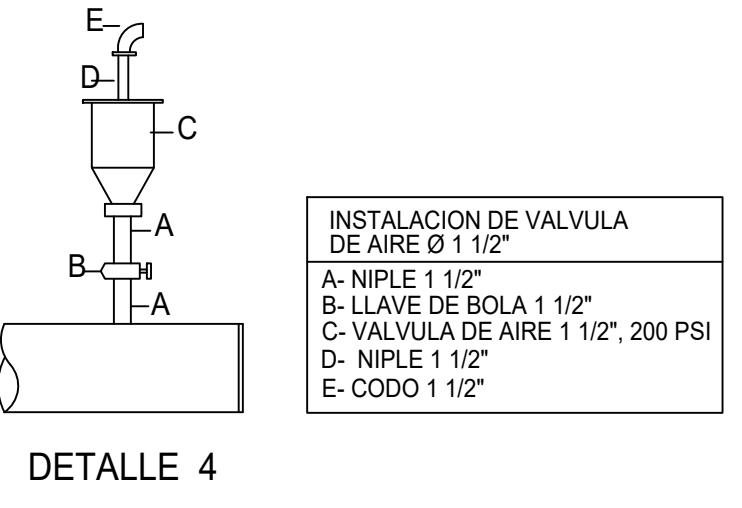 E
D
C
A
B
A
INSTALACION DE VALVULA
DE AIRE Ø 1 1/2"
A- NIPLE 1 1/2"
B- LLAVE DE BOLA 1 1/2"
C- VALVULA DE AIRE 1 1/2", 200 PSI
D- NIPLE 1 1/2"
E- CODO 1 1/2"
DETALLE 4